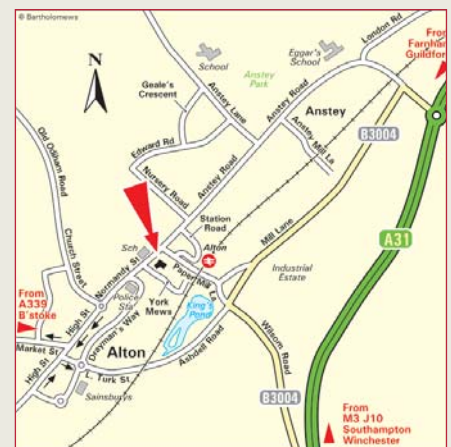 © Bartholomews
N
School
Eggar's
School
London Rd
From
Farnham
Guildford
Geale's
Crescent
Anstey
Park
Anstey Lane
Anstey Road
Anstey
B3004
Anstey Mill La
Edward Rd
Old Odiham Road
Nursery Road
Anstey Road
Station
Road
Alton
Mill Lane
A31
Church Street
Sch
Normandy St
Paper Mill La
Industrial
Estate
Police
Sta
York
Mews
King's
Pond
From
A339
B'stoke
High St
Draymans Way
Market St
Alton
Ashdell Road
Wilsom Road
High St
L. Turk St
Sainsburys
B3004
From
M3 J10
Southampton
Winchester